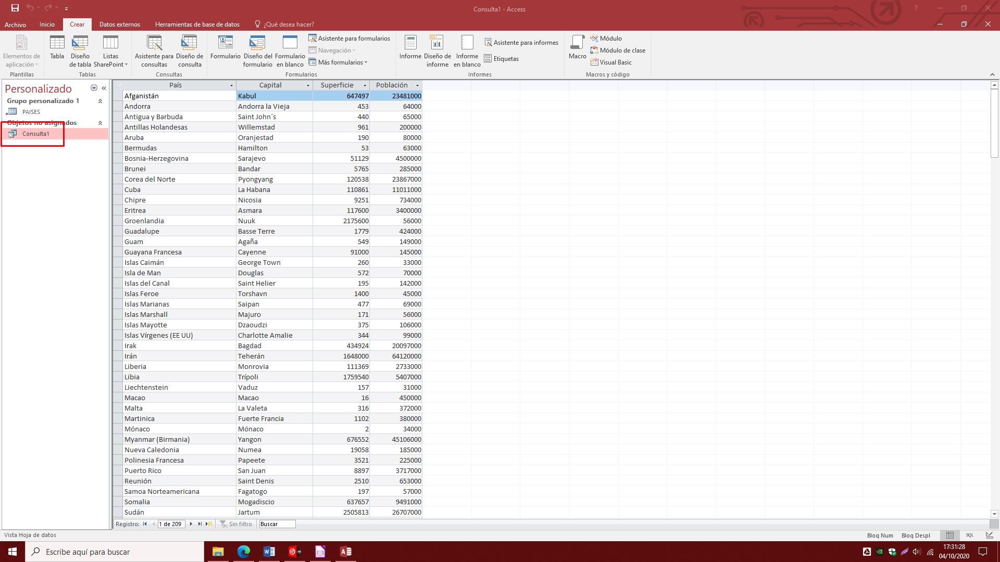 Consulta1 - Access
Archivo Inicio Crear Datos externos Herramientas de base de datos ¿Qué desea hacer?
Elementos de aplicación
Tabla
Diseño de tabla
Listas SharePoint
Asistente para consultas
Diseño de consulta
Formulario
Diseño del formulario
Formulario en blanco
Asistente para formularios
Navegación
Más formularios
Informe
Diseño de informe
Informe en blanco
Asistente para informes
Etiquetas
Macro
Módulo
Módulo de clase
Visual Basic
Plantillas Tablas Consultas Formularios Informes Macros y código
Personalizado
Grupo personalizado 1
PAISES
Objetos no asignados
Consulta1
País Capital Superficie Población
Afganistán Kabul 647497 23481000
Andorra Andorra la Vieja 453 64000
Antigua y Barbuda Saint John´s 440 65000
Antillas Holandesas Willemstad 961 200000
Aruba Oranjestad 190 80000
Bermudas Hamilton 53 63000
Bosnia-Herzegovina Sarajevo 51129 4500000
Brunei Bandar 5765 285000
Corea del Norte Pyongyang 120538 23867000
Cuba La Habana 110861 11011000
Chipre Nicosia 9251 734000
Eritrea Asmara 117600 3400000
Groenlandia Nuuk 2175600 56000
Guadalupe Basse Terre 1779 424000
Guam Agaña 549 149000
Guayana Francesa Cayenne 91000 145000
Islas Caimán George Town 260 33000
Isla de Man Douglas 572 70000
Islas del Canal Saint Helier 195 142000
Islas Feroe Torshavn 1400 45000
Islas Marianas Saipan 477 69000
Islas Marshall Majuro 171 56000
Islas Mayotte Dzaoudzi 375 106000
Islas Vírgenes (EE UU) Charlotte Amalie 344 99000
Irak Bagdad 434924 20097000
Irán Teherán 1648000 64120000
Liberia Monrovia 111369 2733000
Libia Trípoli 1759540 5407000
Liechtenstein Vaduz 157 31000
Macao Macao 16 450000
Malta La Valeta 316 372000
Martinica Fuerte Francia 1102 380000
Mónaco Mónaco 2 34000
Myanmar (Birmania) Yangon 676552 45106000
Nueva Caledonia Numea 19058 185000
Polinesia Francesa Papeete 3521 225000
Puerto Rico San Juan 8897 3717000
Reunión Saint Denis 2510 653000
Samoa Norteamericana Fagatogo 197 57000
Somalia Mogadiscio 637657 9491000
Sudán Jartum 2505813 26707000
Registro: 1 de 209 Sin filtro Buscar
Vista Hoja de datos Bloq Num Bloq Despl SQL
Escribe aquí para buscar
17:31:28
04/10/2020